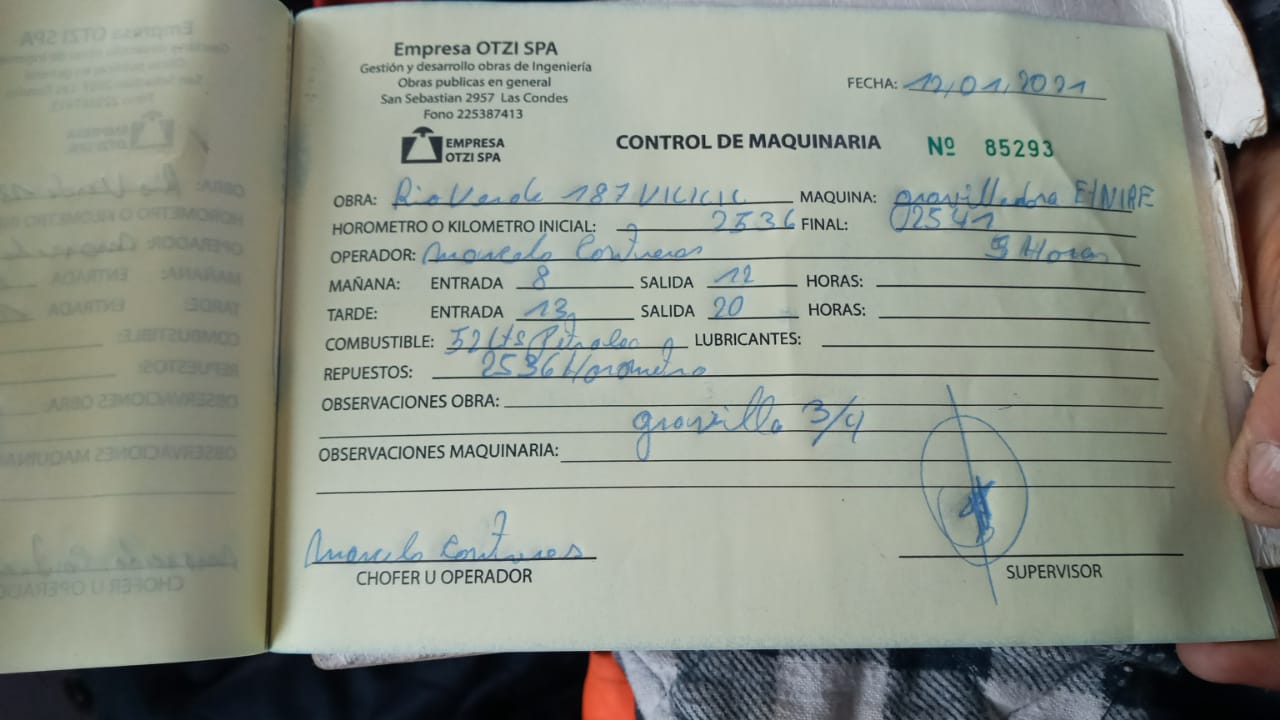 Empresa OTZI SPA
Gestión y desarrollo obras de Ingeniería
Obras publicas en general
San Sebastian 2957 Las Condes
Fono 225387413
EMPRESA
OTZI SPA
FECHA: 12,01,2021
CONTROL DE MAQUINARIA Nº 85293
OBRA: Rio Verde 187 MAQUINA: gravilladora
HOROMETRO O KILOMETRO INICIAL: 2536 FINAL: 02541
OPERADOR: Marcelo Contreras Horas
MAÑANA: ENTRADA 8 SALIDA 12 HORAS:
TARDE: ENTRADA 13 SALIDA 20 HORAS:
COMBUSTIBLE: 52 Lts Petroleo LUBRICANTES:
REPUESTOS: 2536 Horometro
OBSERVACIONES OBRA:
gravilla 3/4
OBSERVACIONES MAQUINARIA:
Marcelo Contreras
CHOFER U OPERADOR
SUPERVISOR